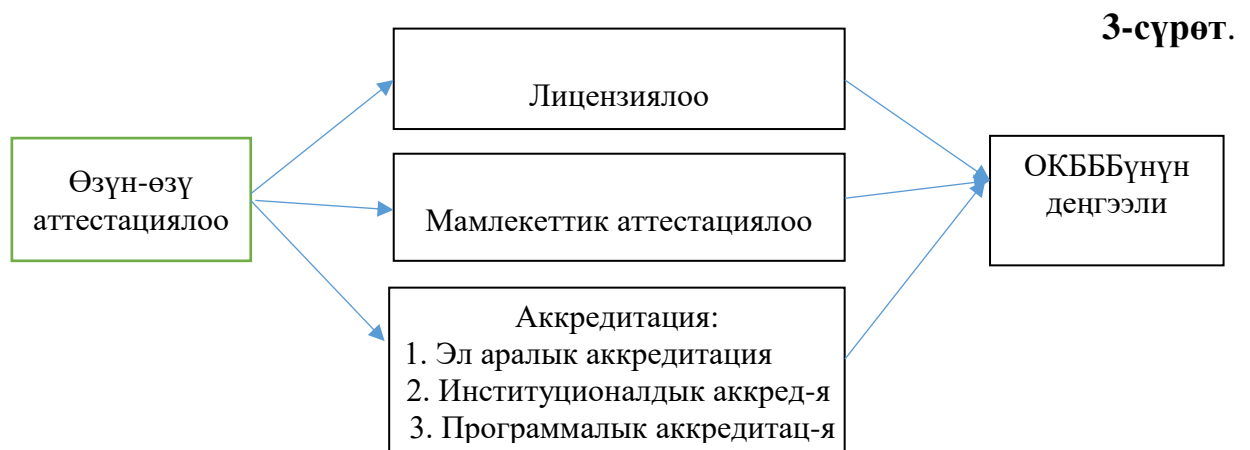 3-сүрөт.
Лицензиялоо
Өзүн-өзү
аттестациялоо
Мамлекеттик аттестациялоо
ОКБББүнүн
деңгээли
Аккредитация:
1. Эл аралык аккредитация
2. Институционалдык аккред-я
3. Программалык аккредитац-я